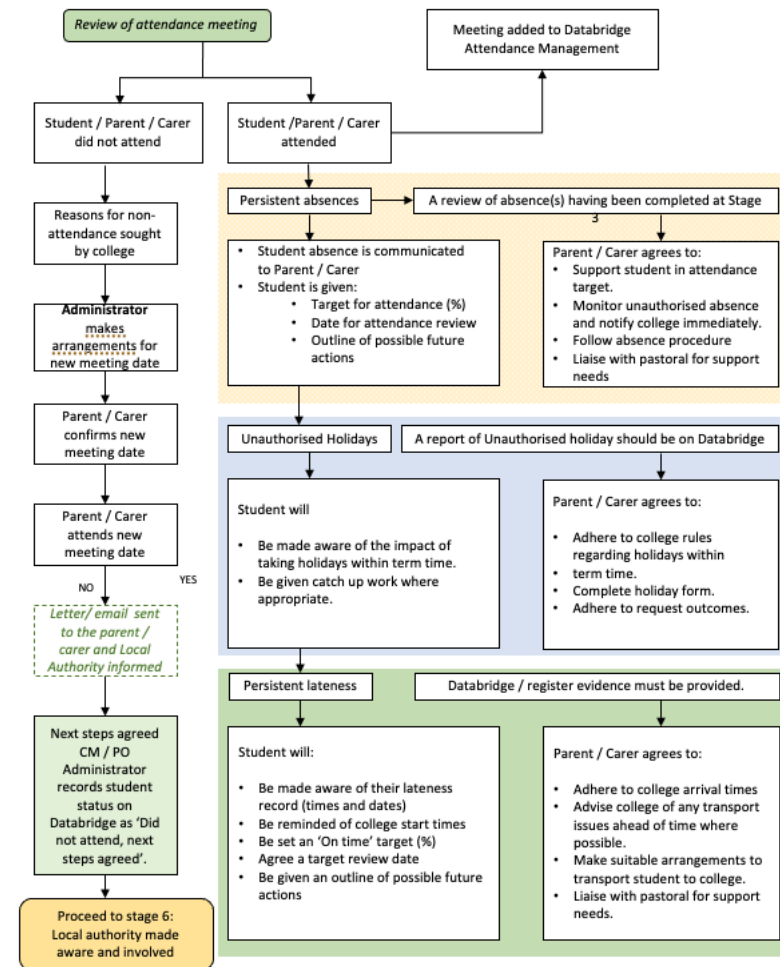 Review of attendance meeting
Meeting added to Databridge
Attendance Management
Student / Parent / Carer
did not attend
Student /Parent / Carer
attended
Reasons for non-
attendance sought
by college
Administrator
makes
arrangements for
new meeting date
Parent / Carer
confirms new
meeting date
Parent / Carer
attends new
meeting date
NO
YES
Letter/ email sent
to the parent /
carer and Local
Authority informed
Next steps agreed
CM / PO
Administrator
records student
status on
Databridge as ‘Did
not attend, next
steps agreed’.
Proceed to stage 6:
Local authority made
aware and involved
Persistent absences
A review of absence(s) having been completed at Stage
3
• Student absence is communicated
to Parent / Carer
• Student is given:
• Target for attendance (%)
• Date for attendance review
• Outline of possible future
actions
Parent / Carer agrees to:
• Support student in attendance
target.
• Monitor unauthorised absence
and notify college immediately.
• Follow absence procedure
• Liaise with pastoral for support
needs
Unauthorised Holidays
A report of Unauthorised holiday should be on Databridge
Student will
• Be made aware of the impact of
taking holidays within term time.
• Be given catch up work where
appropriate.
Parent / Carer agrees to:
• Adhere to college rules
regarding holidays within
• term time.
• Complete holiday form.
• Adhere to request outcomes.
Persistent lateness
Databridge / register evidence must be provided.
Student will:
• Be made aware of their lateness
record (times and dates)
• Be reminded of college start times
• Be set an ‘On time’ target (%)
• Agree a target review date
• Be given an outline of possible future
actions
Parent / Carer agrees to:
• Adhere to college arrival times
• Advise college of any transport
issues ahead of time where
possible.
• Make suitable arrangements to
transport student to college.
• Liaise with pastoral for support
needs.